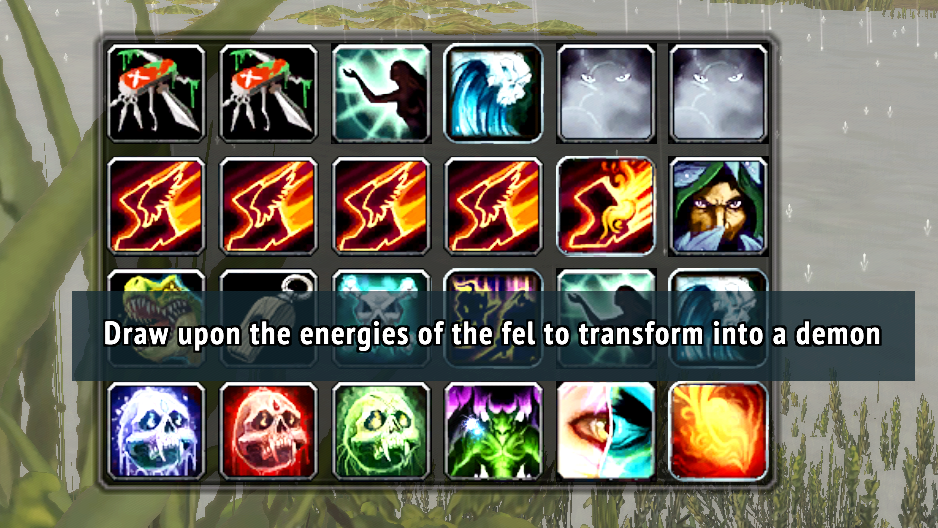 Draw upon the energies of the fel to transform into a demon